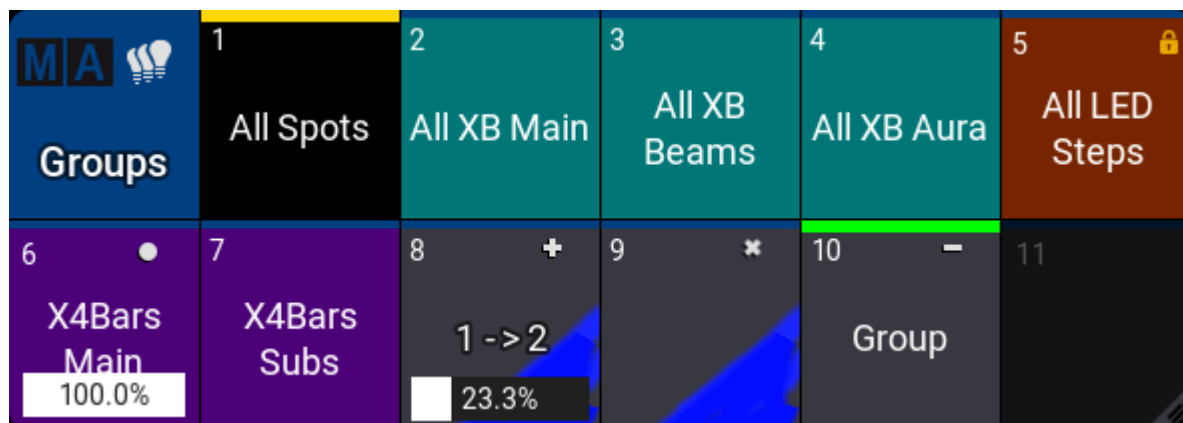 MA
Groups
1
All Spots
2
All XB Main
3
All XB
Beams
4
All XB Aura
5
All LED
Steps
6
X4Bars
Main
100.0%
7
X4Bars
Subs
8
1 -> 2
23.3%
9
10
Group
11